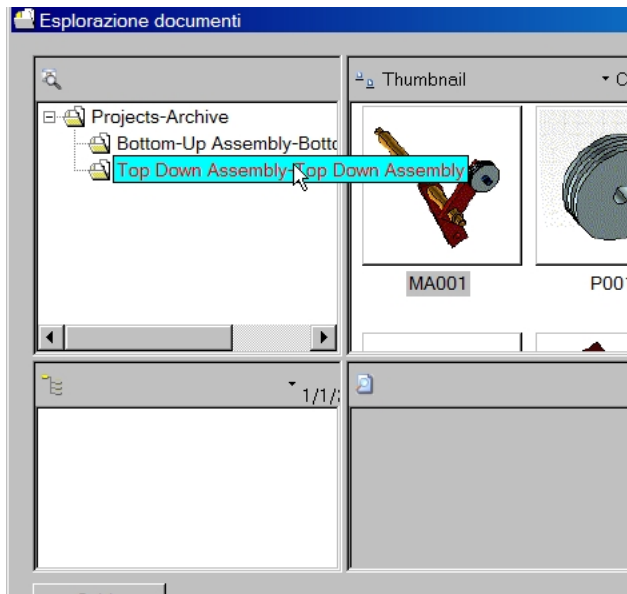 Esplorazione documenti
Thumbnail
Projects-Archive
Bottom-Up Assembly-Botto
Top Down Assembly-Top Down Assembly
MA001
P001
1/1/